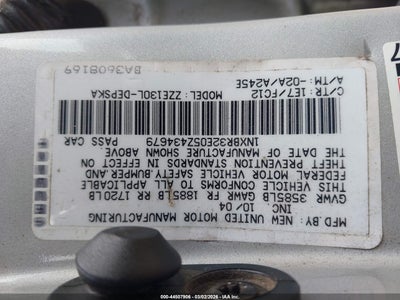 MFD. BY: NEW UNITED MOTOR MANUFACTURING
INC. 10/04
GVWR 3585LB GA FR 1885LB RR 1720LB
THIS VEHICLE CONFORMS TO ALL APPLICABLE
FEDERAL MOTOR VEHICLE SAFETY, BUMPER, AND
THEFT PREVENTION STANDARDS IN EFFECT ON
THE DATE OF MANUFACTURE SHOWN ABOVE.
1NXBR32E05Z434679 PASS CAR
C/TR: 1E7/FC12 MODEL: ZZE130L-DEPSKA
A/TM: -02A/A245E
BA3608169
000-44507906 - 03/02/2026 - © IAA, LLC